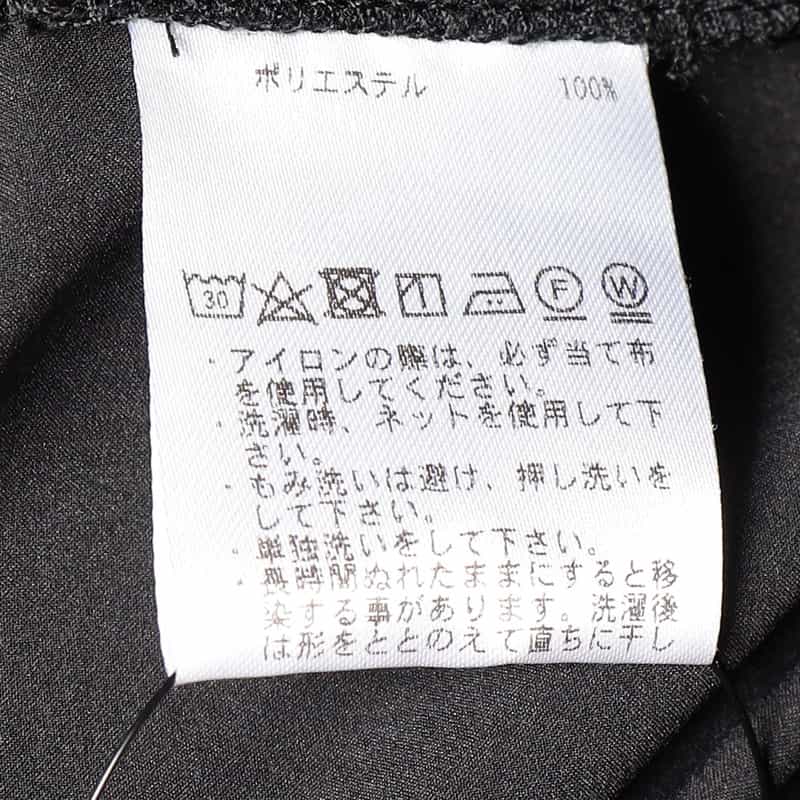 ポリエステル 100%
30 F W
・アイロンの際は、必ず当て布
を使用してください。
・洗濯時、ネットを使用して下
さい。
・もみ洗いは避け、押し洗いを
して下さい。
・単独洗いをして下さい。
・長時間ぬれたままにすると移
染する事があります。洗濯後
は形をととのえて直ちに干し